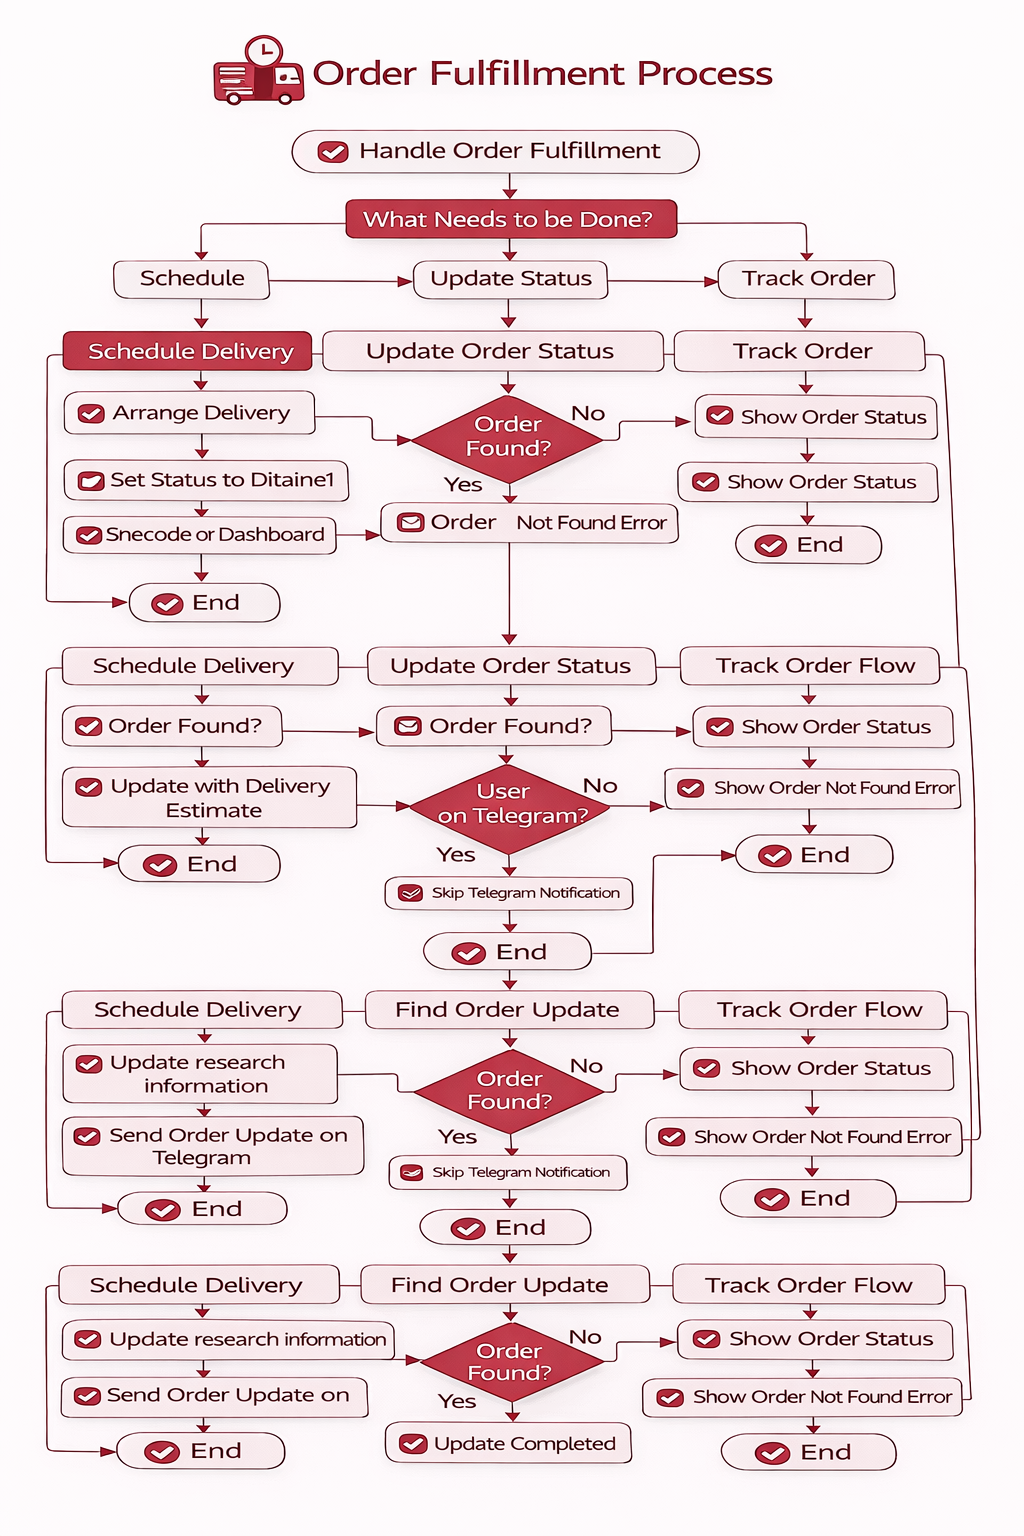 Order Fulfillment Process
Handle Order Fulfillment
What Needs to be Done?
Schedule
Update Status
Track Order
Schedule Delivery
Update Order Status
Track Order
Arrange Delivery
Order
Found?
No
Show Order Status
Set Status to Ditaine1
Yes
Show Order Status
Snecode or Dashboard
Order Not Found Error
End
End
Schedule Delivery
Update Order Status
Track Order Flow
Order Found?
Order Found?
Show Order Status
Update with Delivery
Estimate
User
on Telegram?
No
Show Order Not Found Error
End
Yes
End
Skip Telegram Notification
End
Schedule Delivery
Find Order Update
Track Order Flow
Update research
information
Order
Found?
No
Show Order Status
Send Order Update on
Telegram
Yes
Show Order Not Found Error
Skip Telegram Notification
End
End
End
Schedule Delivery
Find Order Update
Track Order Flow
Update research information
Order
Found?
No
Show Order Status
Send Order Update on
Yes
Show Order Not Found Error
End
Update Completed
End